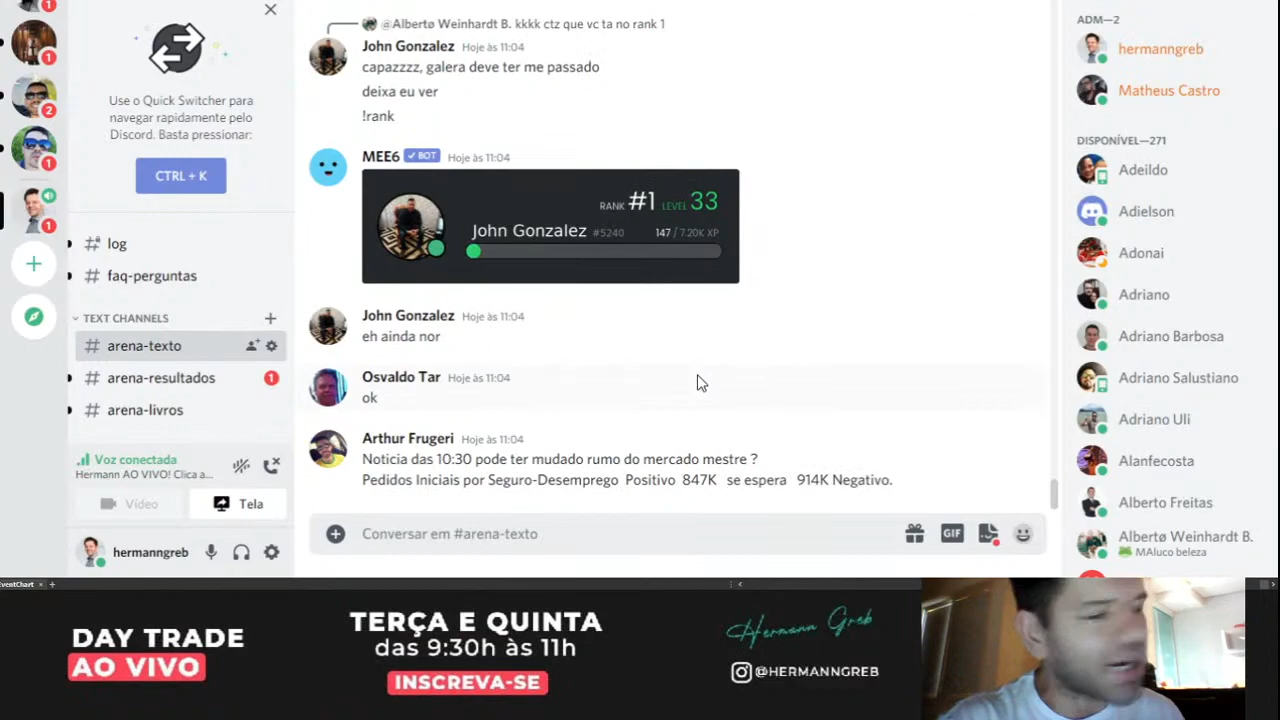 1
1
2
1
1
Use o Quick Switcher para
navegar rapidamente pelo
Discord. Basta pressionar:
CTRL + K
log
faq-perguntas
TEXT CHANNELS
arena-texto
arena-resultados
1
arena-livros
Voz conectada
Hermann AO VIVO! Clica a...
Vídeo
Tela
hermanngreb
@Albertø Weinhardt B. kkkk ctz que vc ta no rank 1
John Gonzalez Hoje às 11:04
capazzzz, galera deve ter me passado
deixa eu ver
!rank
MEE6 ✓ BOT Hoje às 11:04
RANK #1 LEVEL 33
John Gonzalez #5240 147 / 7.20K XP
John Gonzalez Hoje às 11:04
eh ainda nor
Osvaldo Tar Hoje às 11:04
ok
Arthur Frugeri Hoje às 11:04
Noticia das 10:30 pode ter mudado rumo do mercado mestre ?
Pedidos Iniciais por Seguro-Desemprego Positivo 847K se espera 914K Negativo.
Conversar em #arena-texto
GIF
ADM—2
hermanngreb
Matheus Castro
DISPONÍVEL—271
Adeildo
Adielson
Adonai
Adriano
Adriano Barbosa
Adriano Salustiano
Adriano Uli
Alanfecosta
Alberto Freitas
Albertø Weinhardt B.
MAluco beleza
EventChart
DAY TRADE
AO VIVO
TERÇA E QUINTA
das 9:30h às 11h
INSCREVA-SE
Hermann Greb
@HERMANNGREB